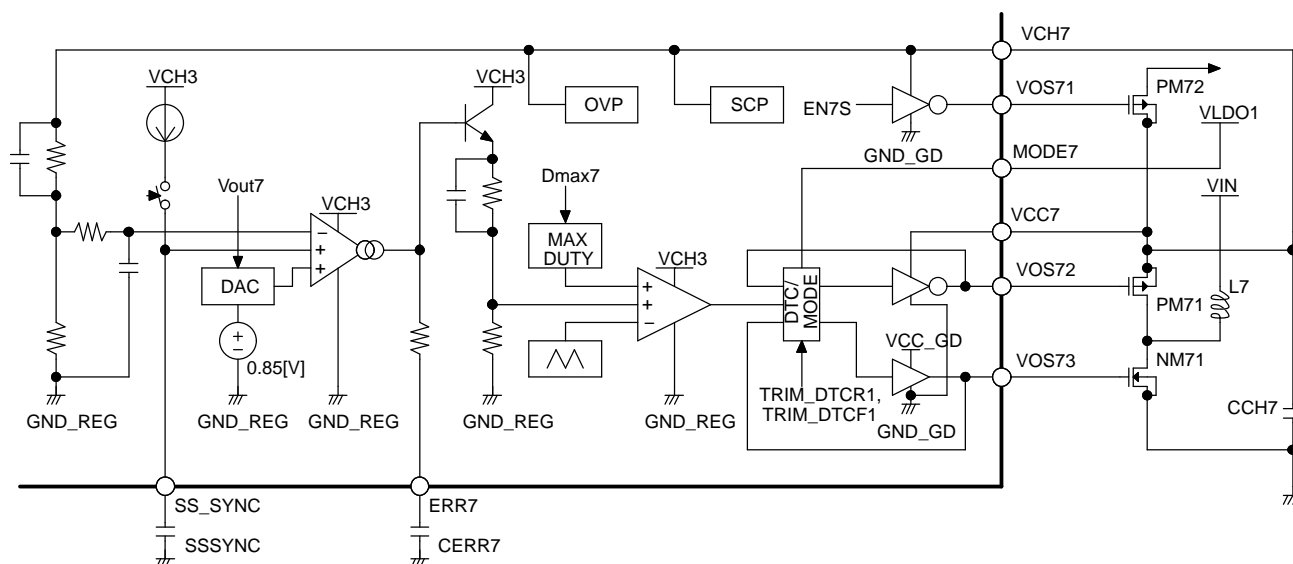 VCH7
VCH3
VCH3
PM72
OVP
SCP
EN7S
VOS71
VLDO1
GND_GD
MODE7
Vout7
Dmax7
VIN
VCH3
VCC7
MAX
DUTY
VCH3
DAC
DTC/
MODE
VOS72
L7
PM71
VCC_GD
NM71
0.85[V]
VOS73
TRIM_DTCR1,
TRIM_DTCF1
GND_REG
GND_REG
GND_REG
GND_REG
GND_REG
GND_GD
CCH7
SS_SYNC
ERR7
SSSYNC
CERR7